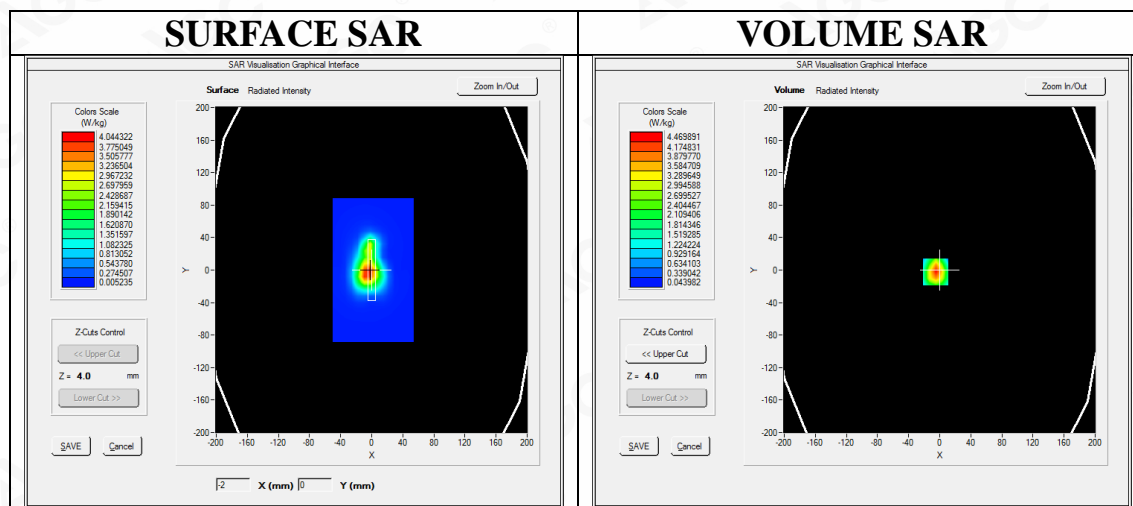 SURFACE SAR
SAR Visualisation Graphical Interface
Surface Radiated Intensity
Zoom In/Out
Colors Scale
(W/kg)
4.044322
3.775049
3.505777
3.236504
2.967232
2.697959
2.428687
2.159415
1.890142
1.620870
1.351597
1.082325
0.813052
0.543780
0.274507
0.005235
Z-Cuts Control
<< Upper Cut
Z = 4.0 mm
Lower Cut >>
SAVE Cancel
200
160
120
80
40
0
-40
-80
-120
-160
-200
Y
-200 -160 -120 -80 -40 0 40 80 120 160 200
X
-2 X (mm) 0 Y (mm)
VOLUME SAR
SAR Visualisation Graphical Interface
Volume Radiated Intensity
Zoom In/Out
Colors Scale
(W/kg)
4.469891
4.174831
3.879770
3.584709
3.289649
2.994588
2.699527
2.404467
2.109406
1.814346
1.519285
1.224224
0.929164
0.634103
0.339042
0.043982
Z-Cuts Control
<< Upper Cut
Z = 4.0 mm
Lower Cut >>
SAVE Cancel
200
160
120
80
40
0
-40
-80
-120
-160
-200
Y
-200 -160 -120 -80 -40 0 40 80 120 160 200
X